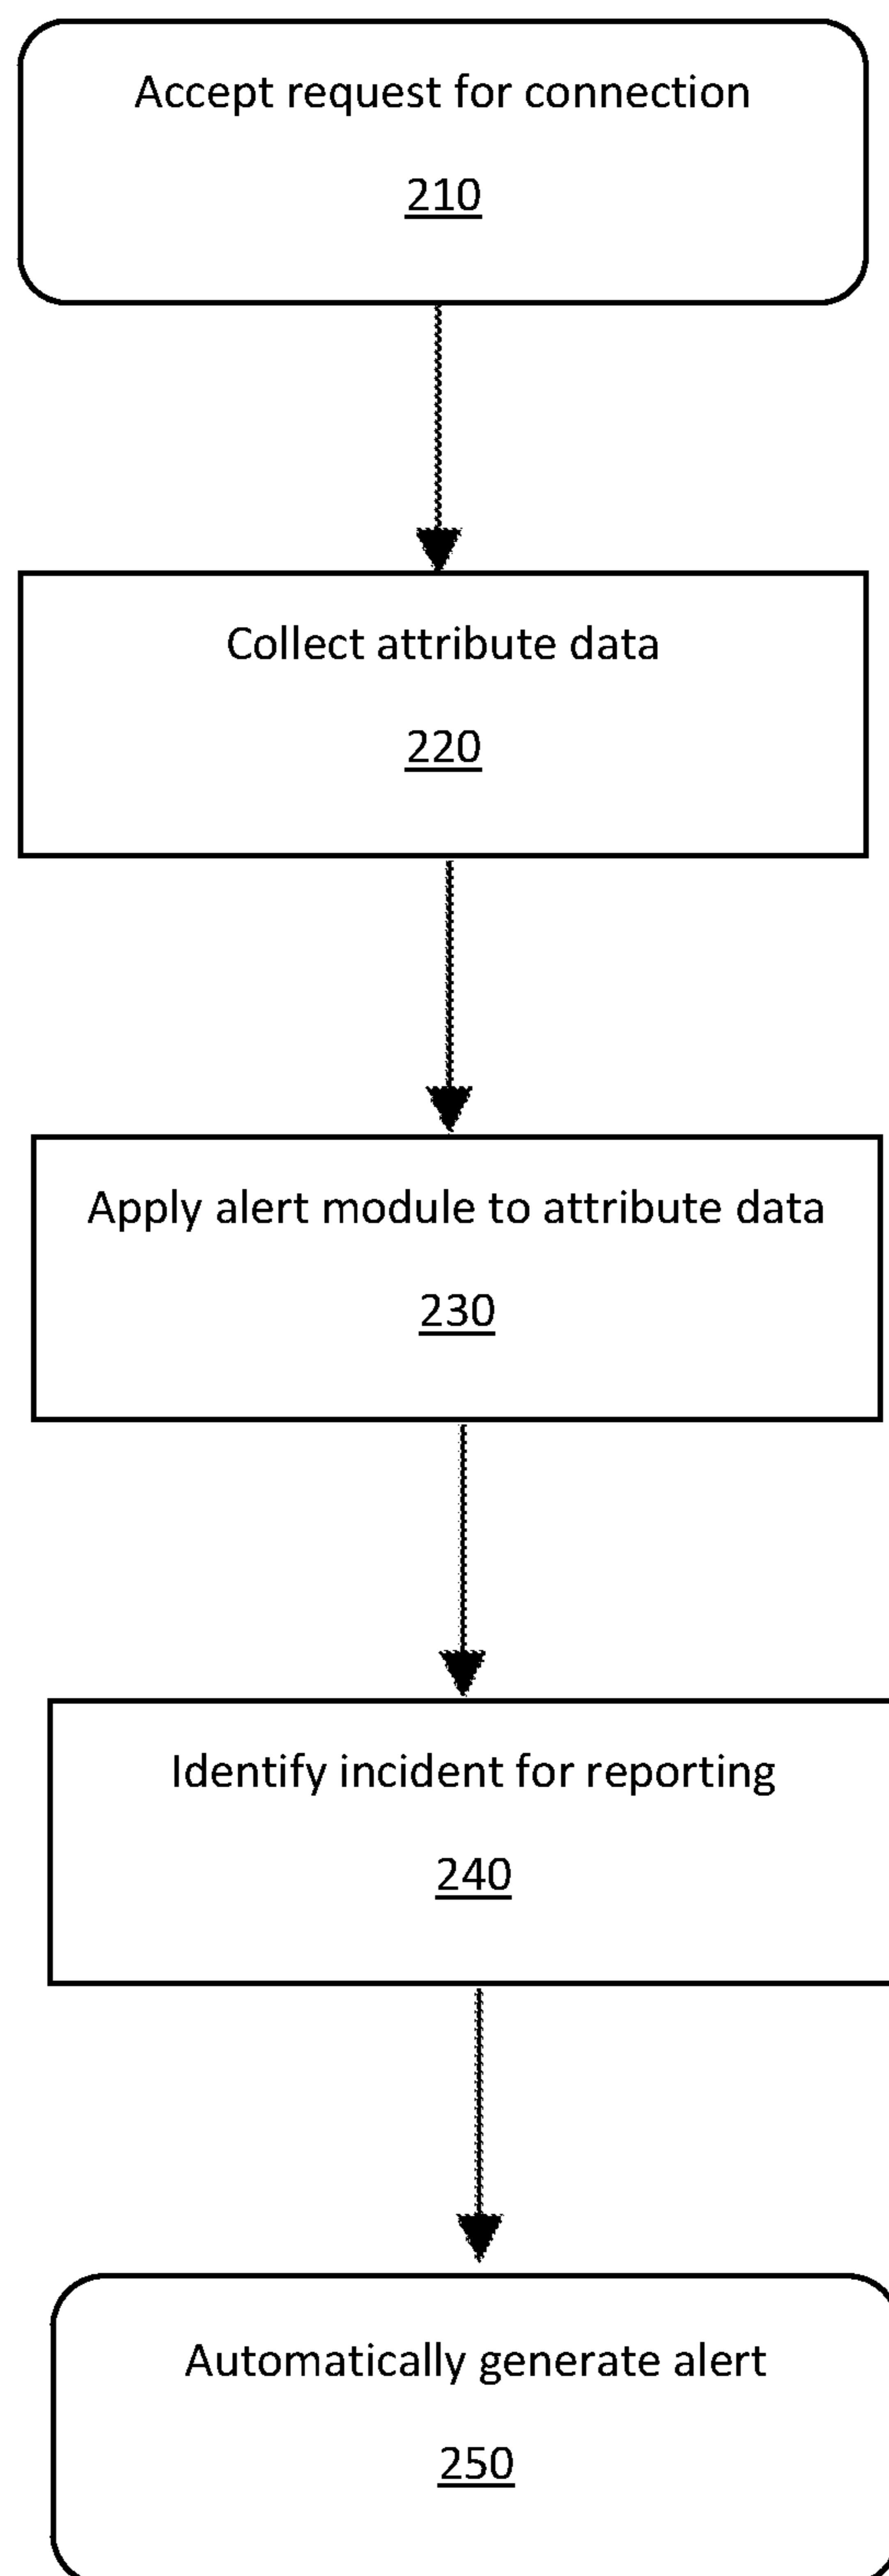 Accept request for connection
210
Collect attribute data
220
Apply alert module to attribute data
230
Identify incident for reporting
240
Automatically generate alert
250